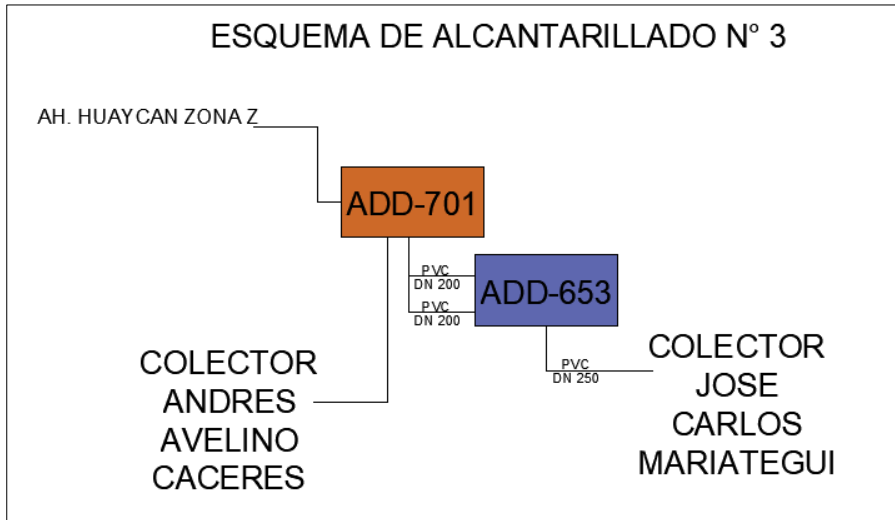 ESQUEMA DE ALCANTARILLADO N° 3
AH. HUAYCAN ZONA Z
ADD-701
PVC
DN 200
PVC
DN 200
ADD-653
PVC
DN 250
COLECTOR
ANDRES
AVELINO
CACERES
COLECTOR
JOSE
CARLOS
MARIATEGUI